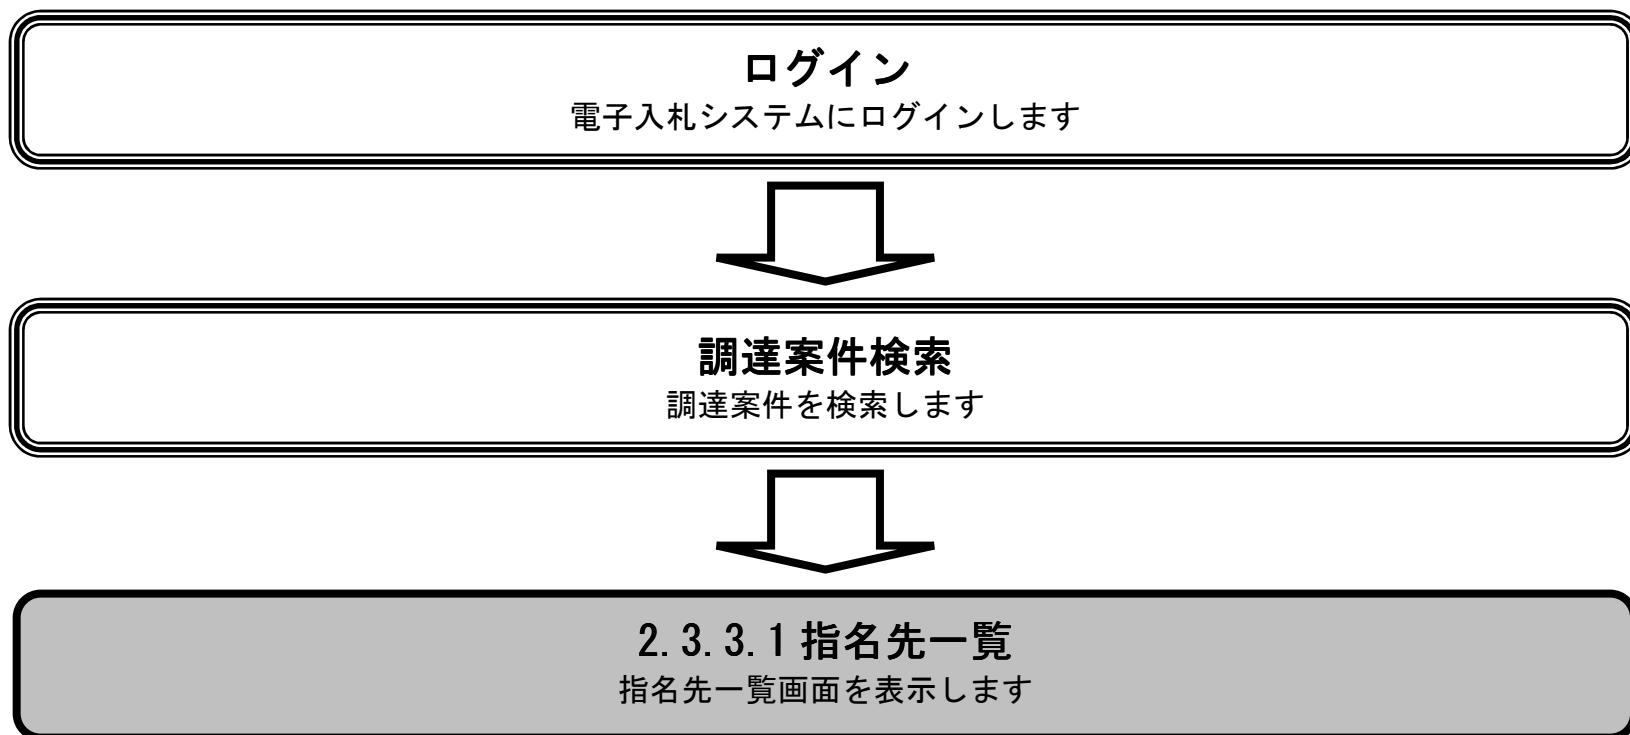 ログイン
電子入札システムにログインします
調達案件検索
調達案件を検索します
2.3.3.1 指名先一覧
指名先一覧画面を表示します